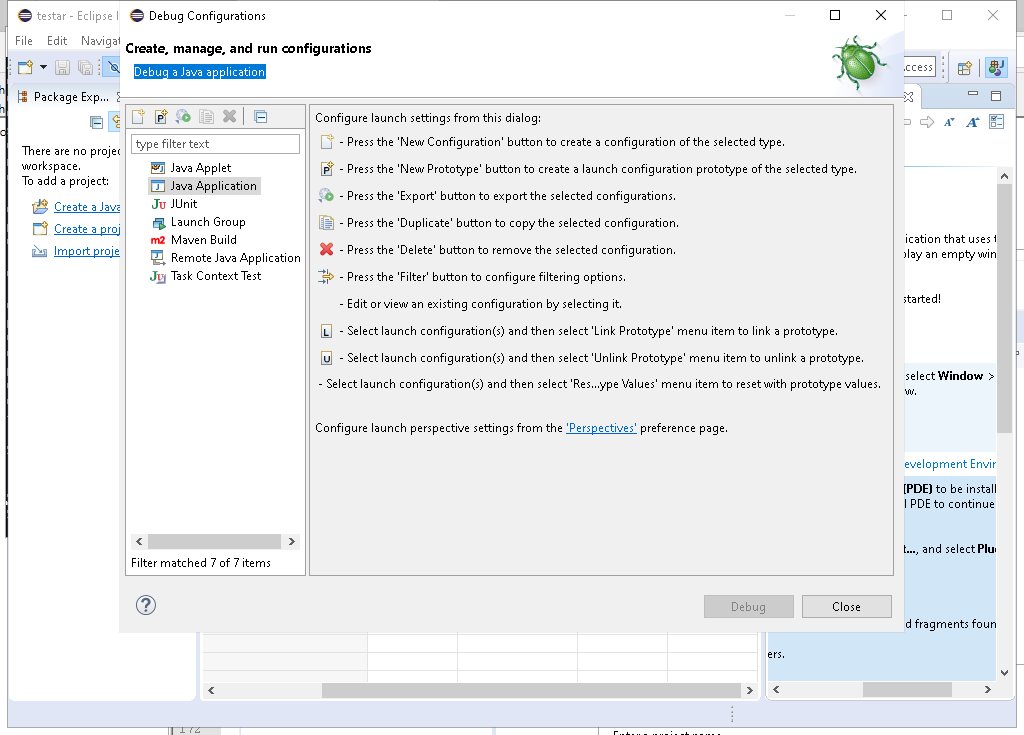 testar - Eclipse I
Debug Configurations
File Edit Navigat
Create, manage, and run configurations
Debug a Java application
ccess
Package Exp...
There are no projec
workspace.
To add a project:
Create a Java
Create a proj
Import proje
type filter text
Java Applet
Java Application
JUnit
Launch Group
Maven Build
Remote Java Application
Task Context Test
Filter matched 7 of 7 items
Configure launch settings from this dialog:
- Press the 'New Configuration' button to create a configuration of the selected type.
- Press the 'New Prototype' button to create a launch configuration prototype of the selected type.
- Press the 'Export' button to export the selected configurations.
- Press the 'Duplicate' button to copy the selected configuration.
- Press the 'Delete' button to remove the selected configuration.
- Press the 'Filter' button to configure filtering options.
- Edit or view an existing configuration by selecting it.
- Select launch configuration(s) and then select 'Link Prototype' menu item to link a prototype.
- Select launch configuration(s) and then select 'Unlink Prototype' menu item to unlink a prototype.
- Select launch configuration(s) and then select 'Res...ype Values' menu item to reset with prototype values.
Configure launch perspective settings from the 'Perspectives' preference page.
Debug
Close
ication that uses t
play an empty win
started!
select Window >
w.
evelopment Envir
(PDE) to be install
l PDE to continue
t..., and select Plu
d fragments foun
ers.
172